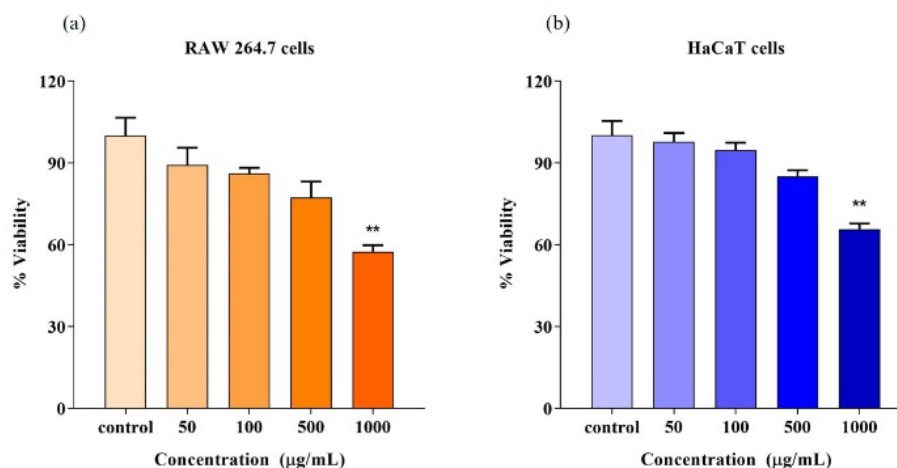 (a)
RAW 264.7 cells
120
90
60
30
0
% Viability
**
control 50 100 500 1000
Concentration (μg/mL)
(b)
HaCaT cells
120
90
60
30
0
% Viability
**
control 50 100 500 1000
Concentration (μg/mL)